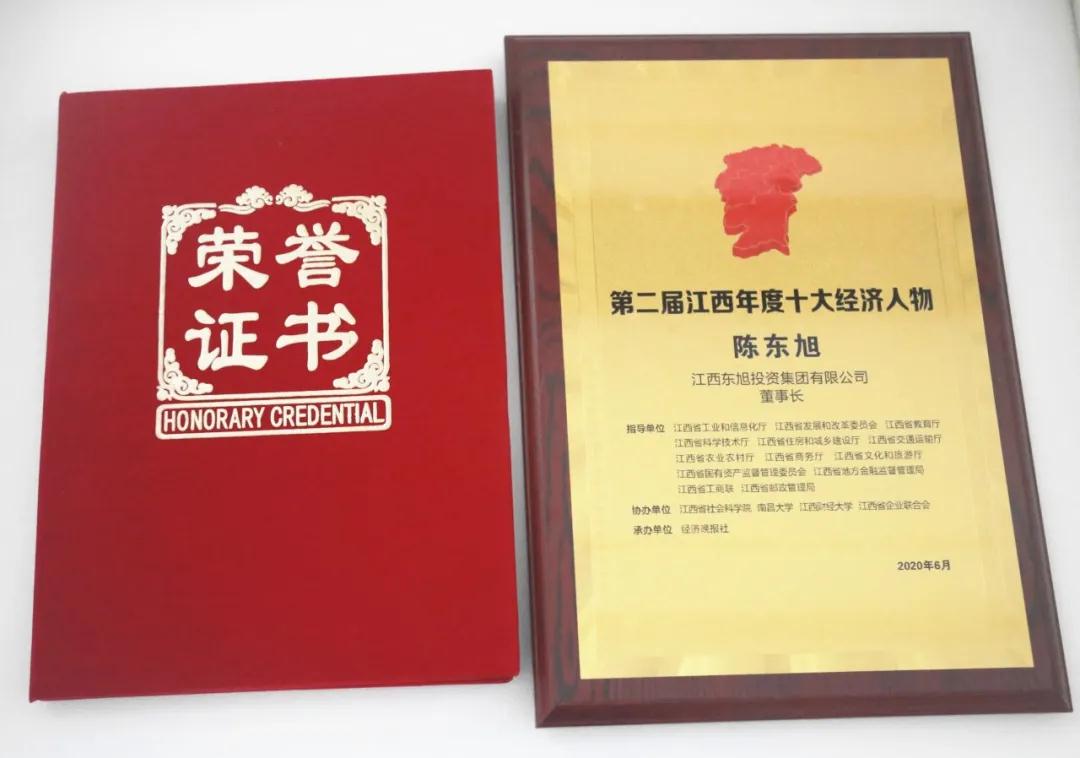 荣誉
证书
HONORARY CREDENTIAL
第二届江西年度十大经济人物
陈东旭
江西东旭投资集团有限公司
董事长
指导单位 江西省工业和信息化厅 江西省发展和改革委员会 江西省教育厅
江西省科学技术厅 江西省住房和城乡建设厅 江西省交通运输厅
江西省农业农村厅 江西省商务厅 江西省文化和旅游厅
江西省国有资产监督管理委员会 江西省地方金融监督管理局
江西省工商联 江西省邮政管理局
协办单位 江西省社会科学院 南昌大学 江西财经大学 江西省企业联合会
承办单位 经济晚报社
2020年6月